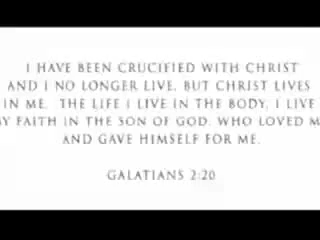 I HAVE BEEN CRUCIFIED WITH CHRIST
AND I NO LONGER LIVE, BUT CHRIST LIVES
IN ME. THE LIFE I LIVE IN THE BODY, I LIVE
FAITH IN THE SON OF GOD, WHO LOVED
AND GAVE HIMSELF FOR ME.
GALATIANS 2:20